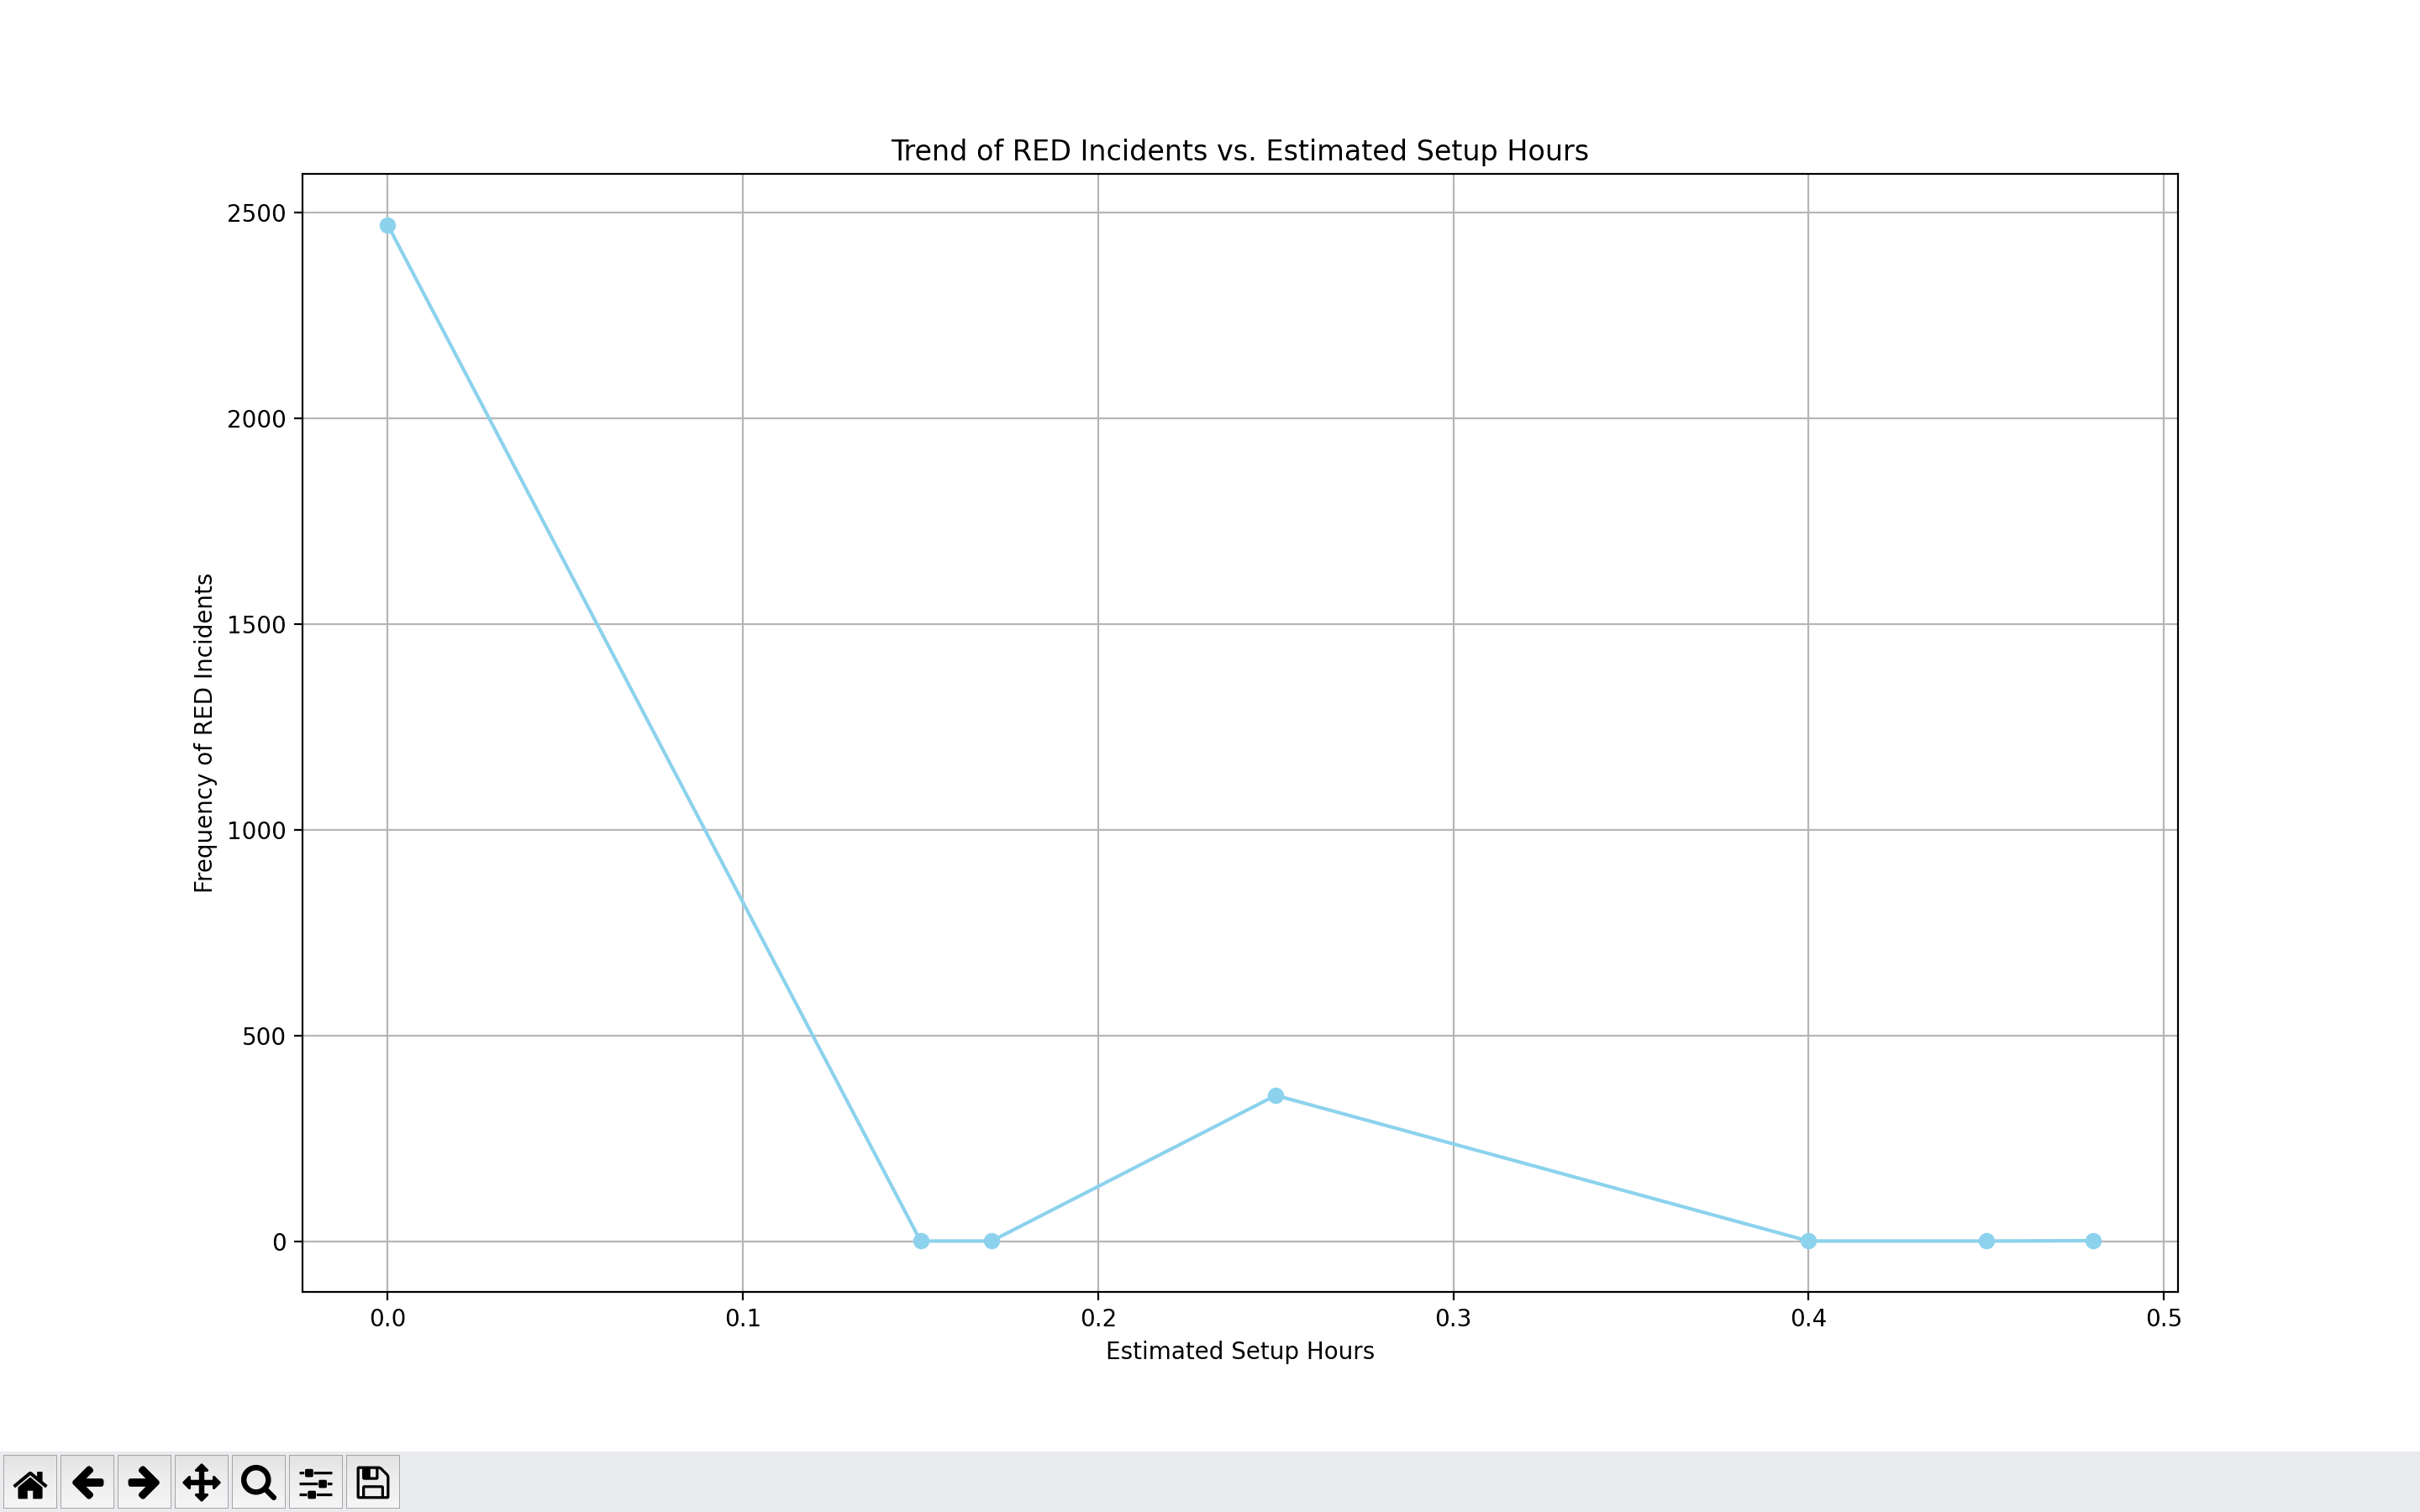 Trend of RED Incidents vs. Estimated Setup Hours
Frequency of RED Incidents
2500
2000
1500
1000
500
0
0.0 0.1 0.2 0.3 0.4 0.5
Estimated Setup Hours